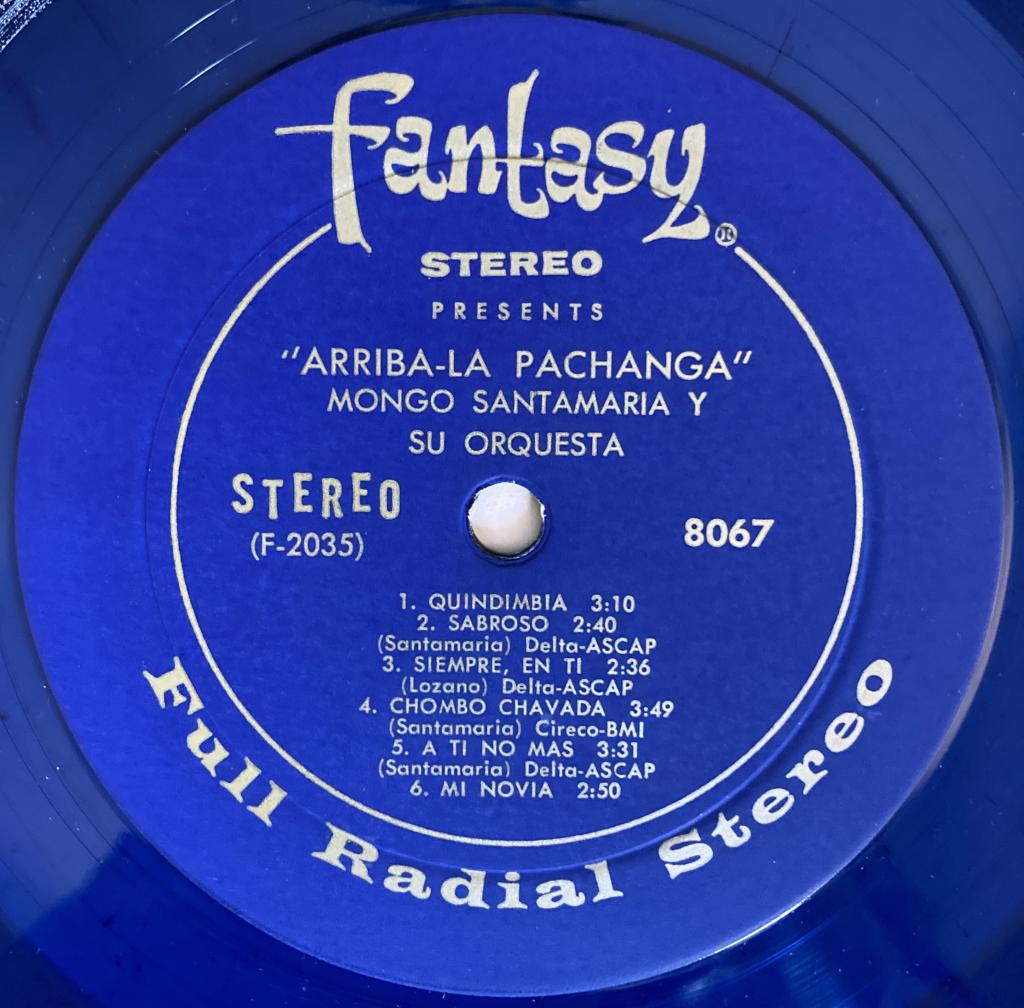 fantasy®
STEREO
PRESENTS
"ARRIBA-LA PACHANGA"
MONGO SANTAMARIA Y
SU ORQUESTA
STEREO
(F-2035)
8067
1. QUINDIMBIA 3:10
2. SABROSO 2:40
(Santamaria) Delta-ASCAP
3. SIEMPRE, EN TI 2:36
(Lozano) Delta-ASCAP
4. CHOMBO CHAVADA 3:49
(Santamaria) Cireco-BMI
5. A TI NO MAS 3:31
(Santamaria) Delta-ASCAP
6. MI NOVIA 2:50
Full Radial Stereo